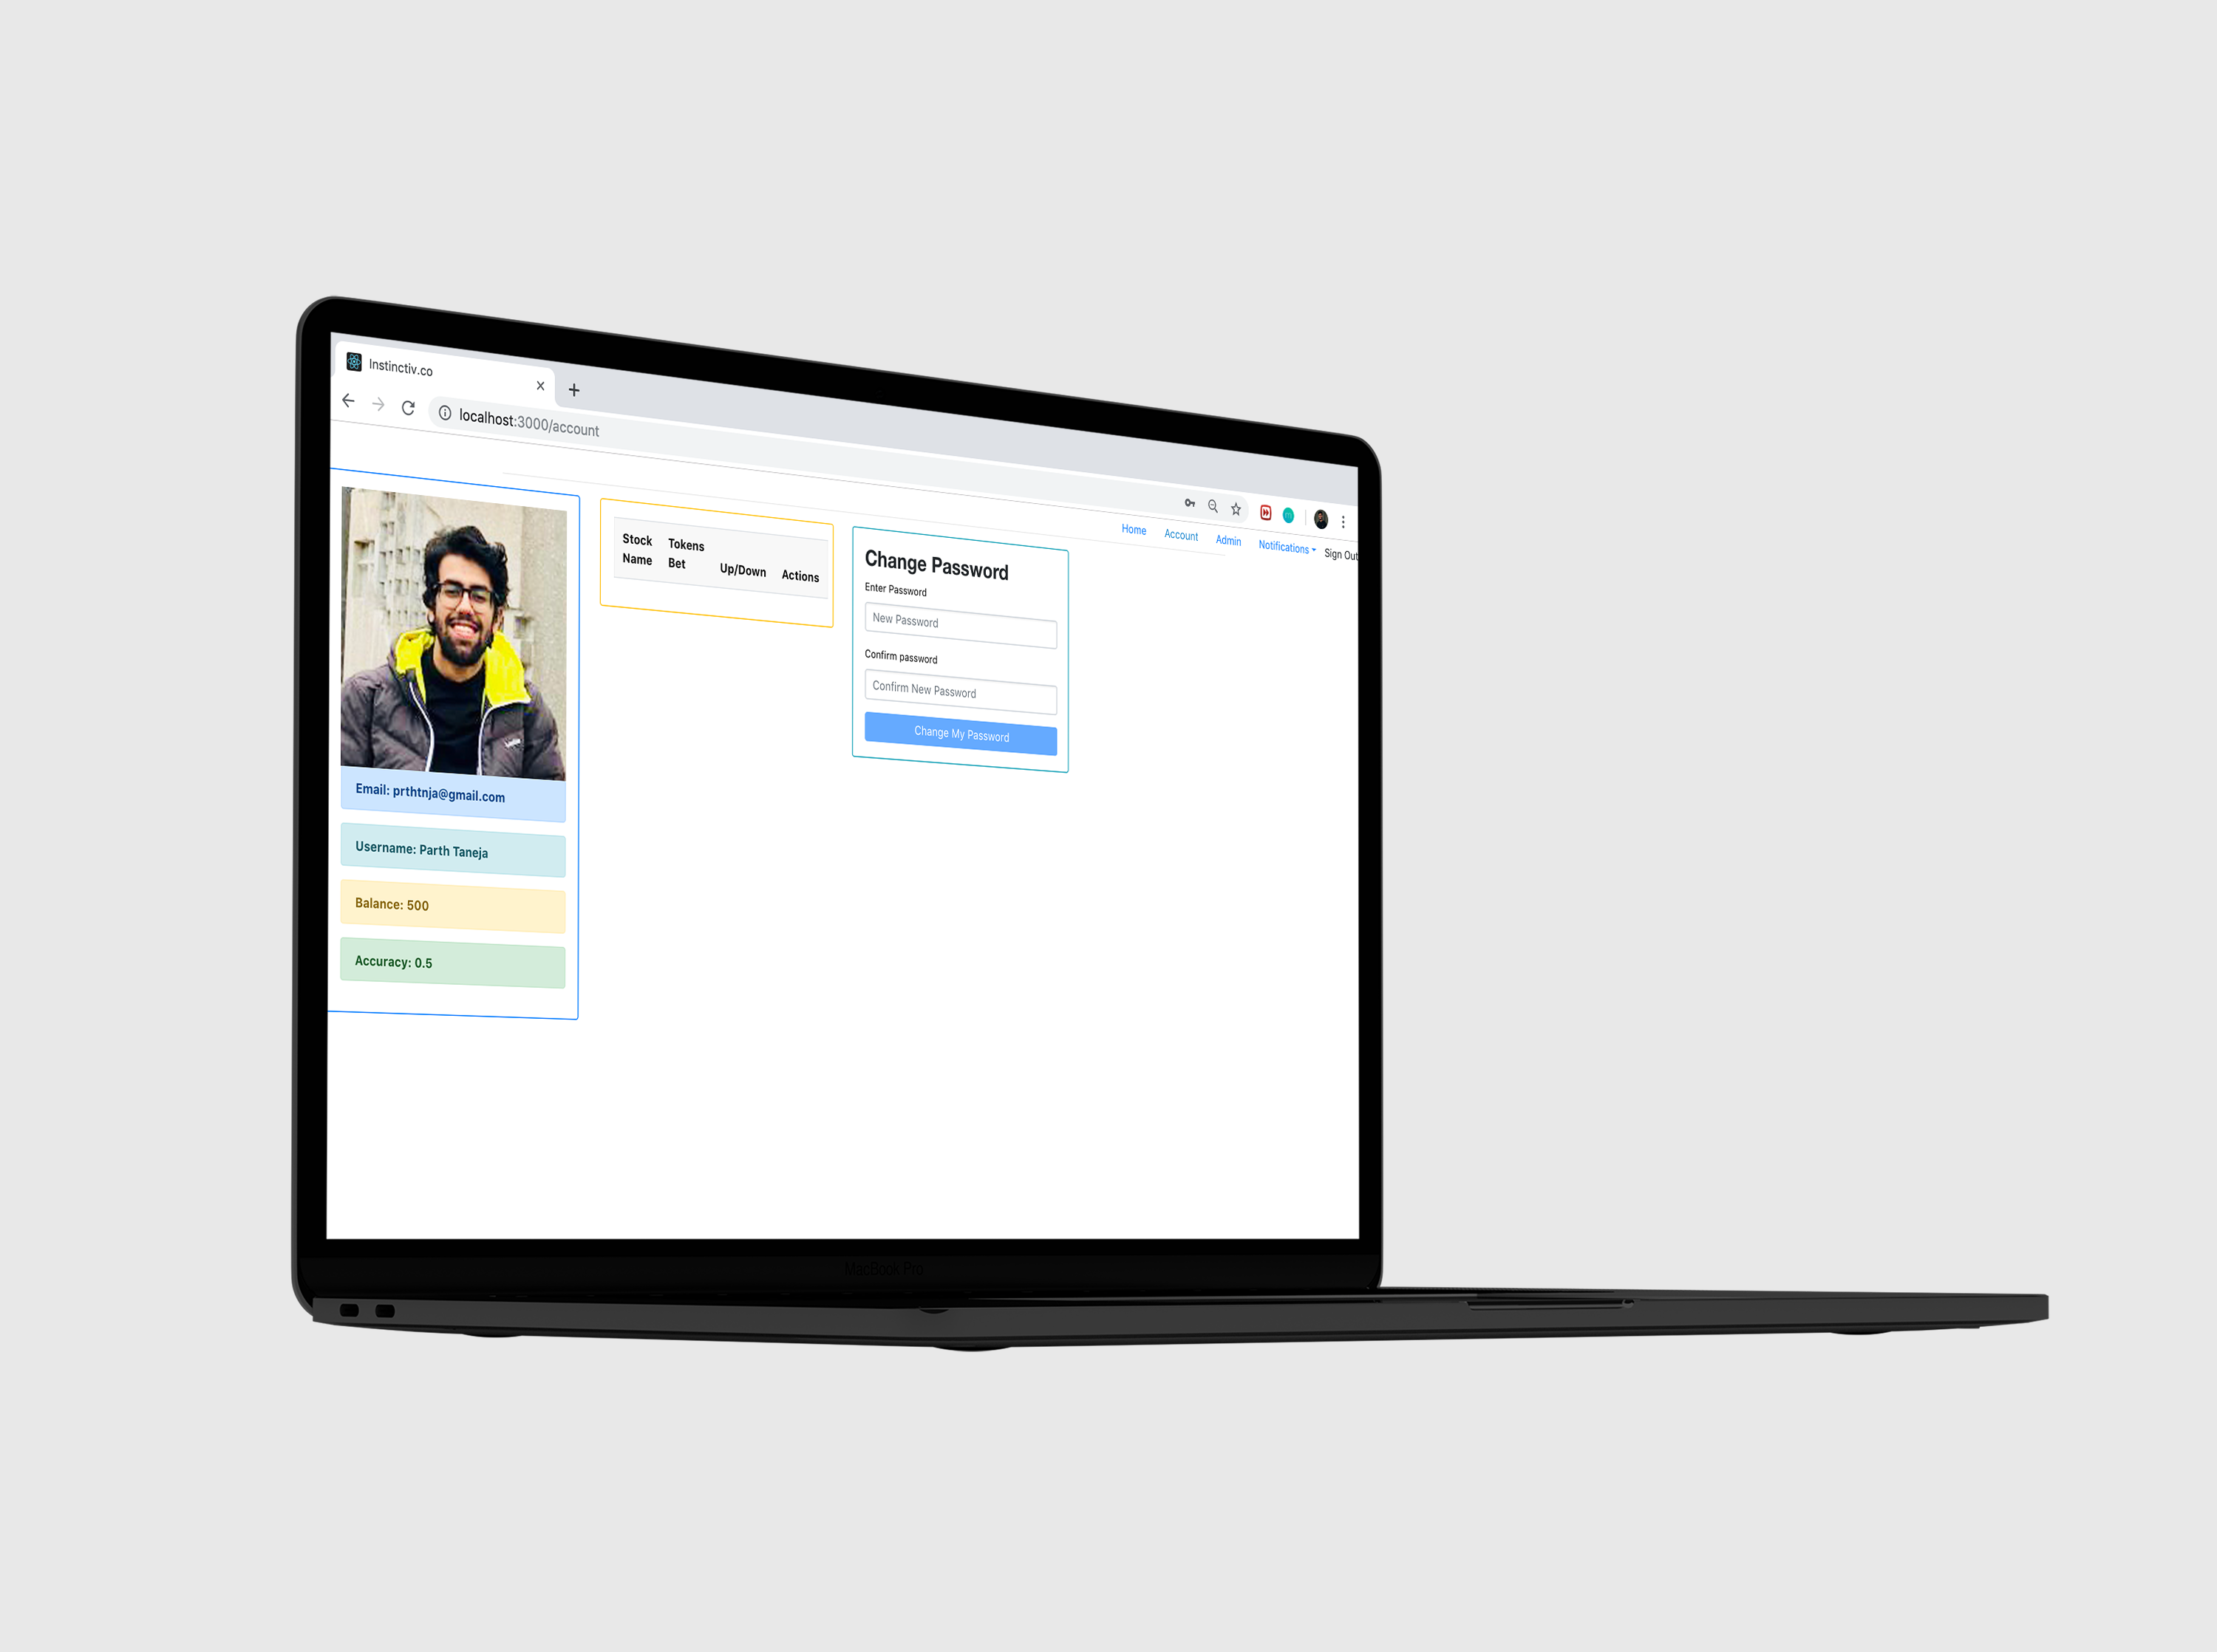 Instinctiv.co
localhost:3000/account
Home Account Admin Notifications Sign Out
Email: prthtnja@gmail.com
Username: Parth Taneja
Balance: 500
Accuracy: 0.5
Stock Name
Tokens Bet
Up/Down
Actions
Change Password
Enter Password
New Password
Confirm password
Confirm New Password
Change My Password
MacBook Pro